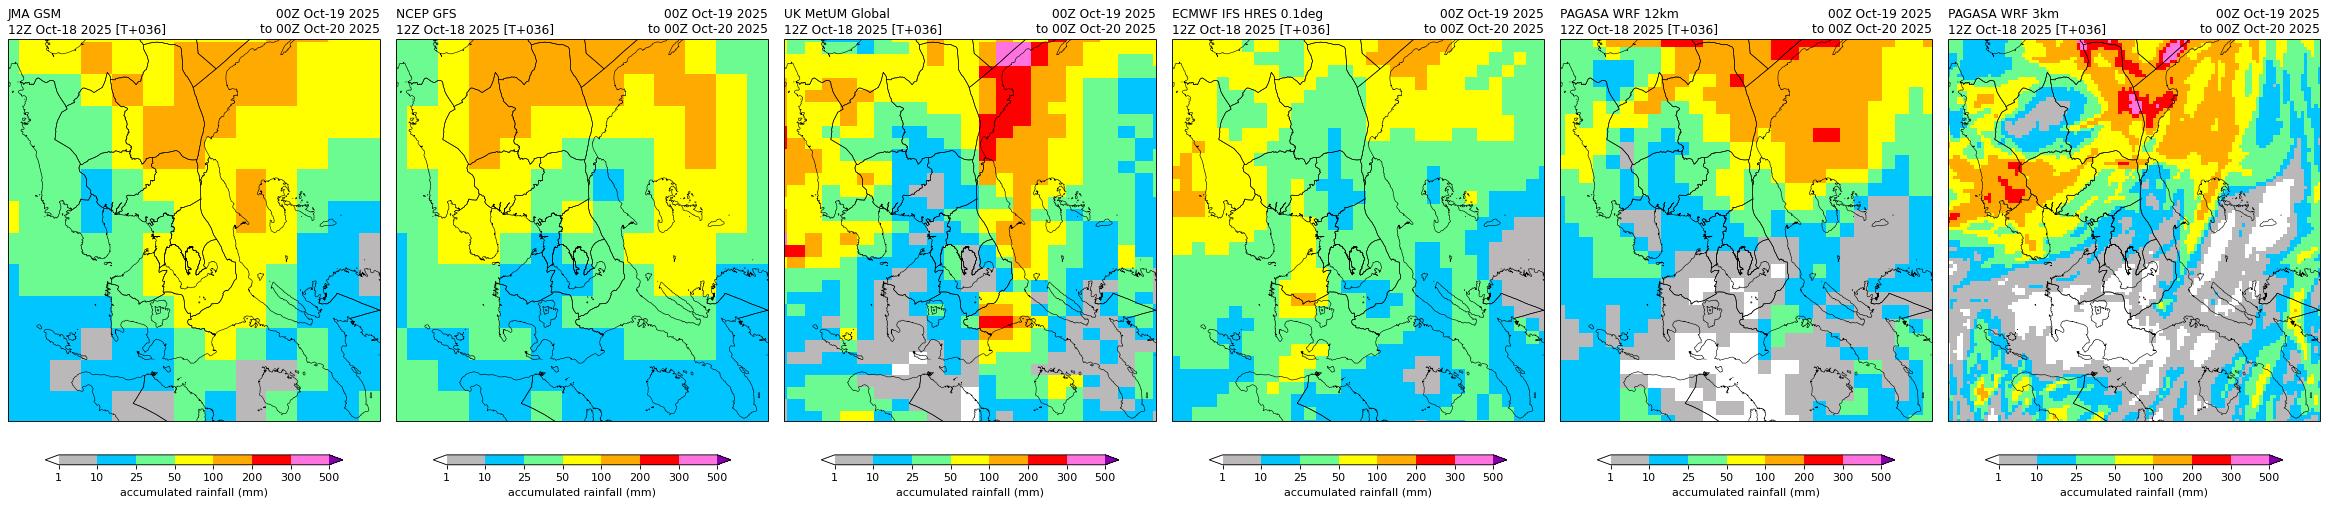 JMA GSM 00Z Oct-19 2025
12Z Oct-18 2025 [T+036] to 00Z Oct-20 2025
NCEP GFS 00Z Oct-19 2025
12Z Oct-18 2025 [T+036] to 00Z Oct-20 2025
UK MetUM Global 00Z Oct-19 2025
12Z Oct-18 2025 [T+036] to 00Z Oct-20 2025
ECMWF IFS HRES 0.1deg 00Z Oct-19 2025
12Z Oct-18 2025 [T+036] to 00Z Oct-20 2025
PAGASA WRF 12km 00Z Oct-19 2025
12Z Oct-18 2025 [T+036] to 00Z Oct-20 2025
PAGASA WRF 3km 00Z Oct-19 2025
12Z Oct-18 2025 [T+036] to 00Z Oct-20 2025
1 10 25 50 100 200 300 500
accumulated rainfall (mm)
1 10 25 50 100 200 300 500
accumulated rainfall (mm)
1 10 25 50 100 200 300 500
accumulated rainfall (mm)
1 10 25 50 100 200 300 500
accumulated rainfall (mm)
1 10 25 50 100 200 300 500
accumulated rainfall (mm)
1 10 25 50 100 200 300 500
accumulated rainfall (mm)